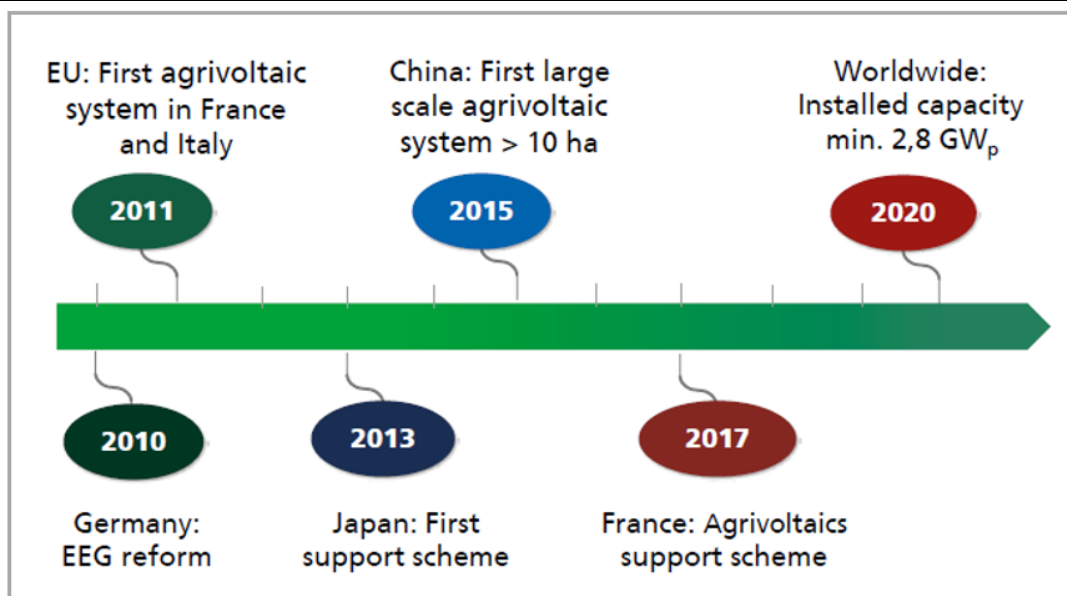 EU: First agrivoltaic
system in France
and Italy
China: First large
scale agrivoltaic
system > 10 ha
Worldwide:
Installed capacity
min. 2,8 GWp
2011
2015
2020
2010
2013
2017
Germany:
EEG reform
Japan: First
support scheme
France: Agrivoltaics
support scheme